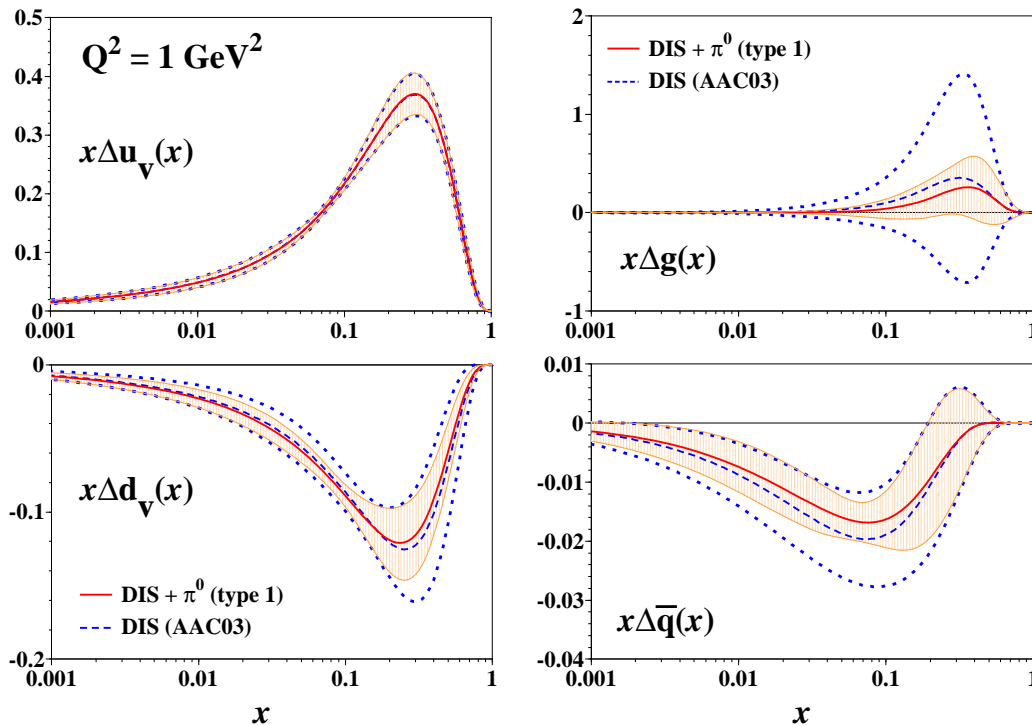 0.5
0.4
0.3
0.2
0.1
0
Q² = 1 GeV²
xΔu_v(x)
0.001 0.01 0.1 1
2
1
0
-1
DIS + π⁰ (type 1)
DIS (AAC03)
xΔg(x)
0.001 0.01 0.1 1
0
-0.1
-0.2
xΔd_v(x)
DIS + π⁰ (type 1)
DIS (AAC03)
0.001 0.01 0.1 1
x
0.01
0
-0.01
-0.02
-0.03
-0.04
xΔq̅(x)
0.001 0.01 0.1 1
x